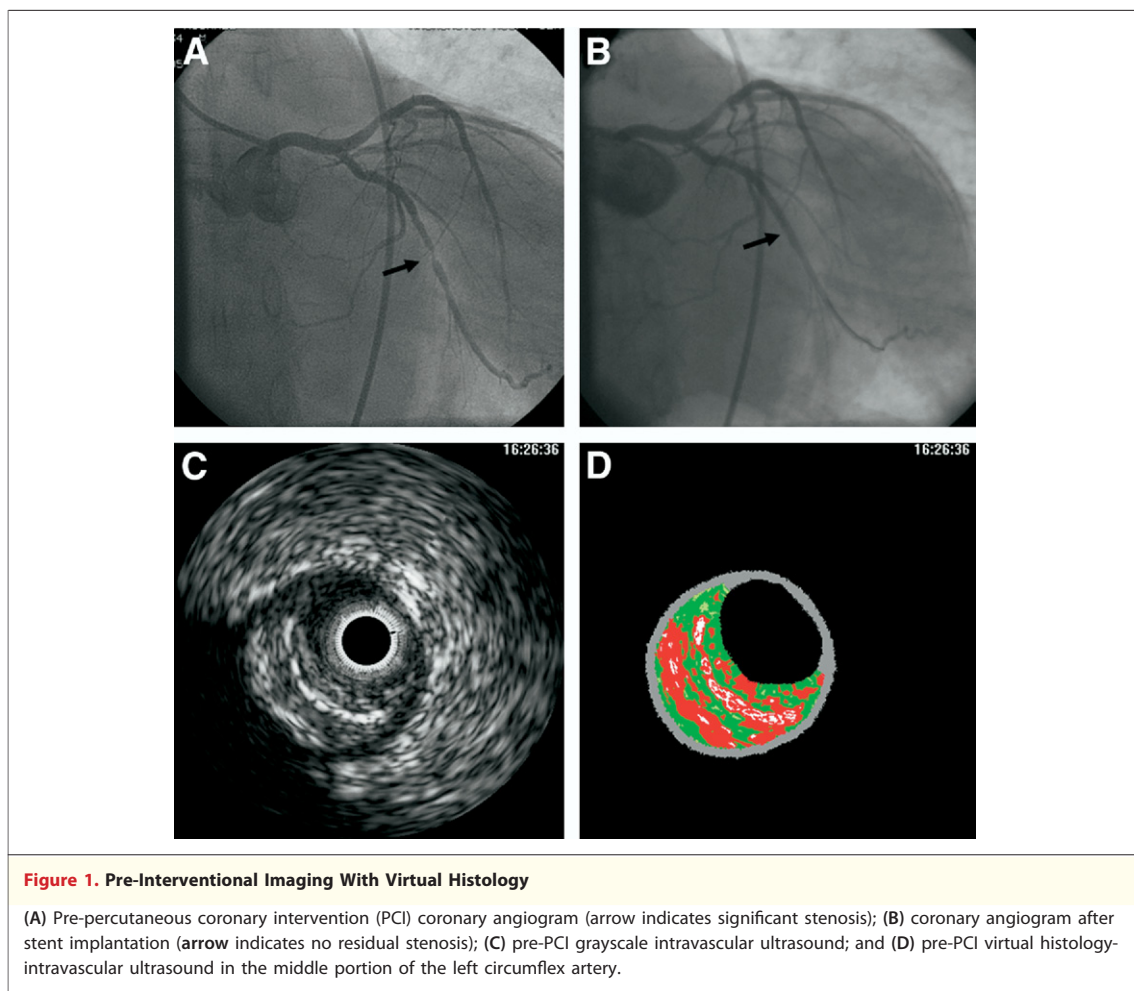 A
B
C
16:26:36
D
16:26:36
Figure 1. Pre-Interventional Imaging With Virtual Histology
(A) Pre-percutaneous coronary intervention (PCI) coronary angiogram (arrow indicates significant stenosis); (B) coronary angiogram after
stent implantation (arrow indicates no residual stenosis); (C) pre-PCI grayscale intravascular ultrasound; and (D) pre-PCI virtual histology-
intravascular ultrasound in the middle portion of the left circumflex artery.